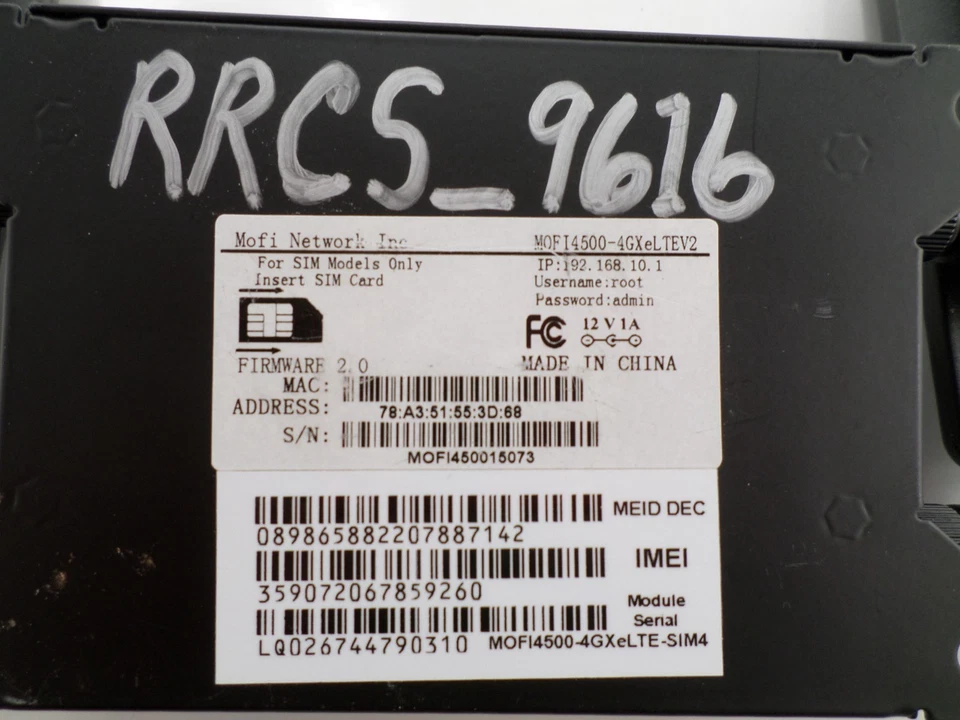 RRCS_9616
Mofi Network Inc MOFI4500-4GXeLTEV2
For SIM Models Only IP:192.168.10.1
Insert SIM Card Username:root
Password:admin
FC 12 V 1A
FIRMWARE 2.0 MADE IN CHINA
MAC:
ADDRESS: 78:A3:51:55:3D:68
S/N:
MOFI450015073
MEID DEC
089865882207887142
IMEI
359072067859260
Module
Serial
LQ026744790310 MOFI4500-4GXeLTE-SIM4